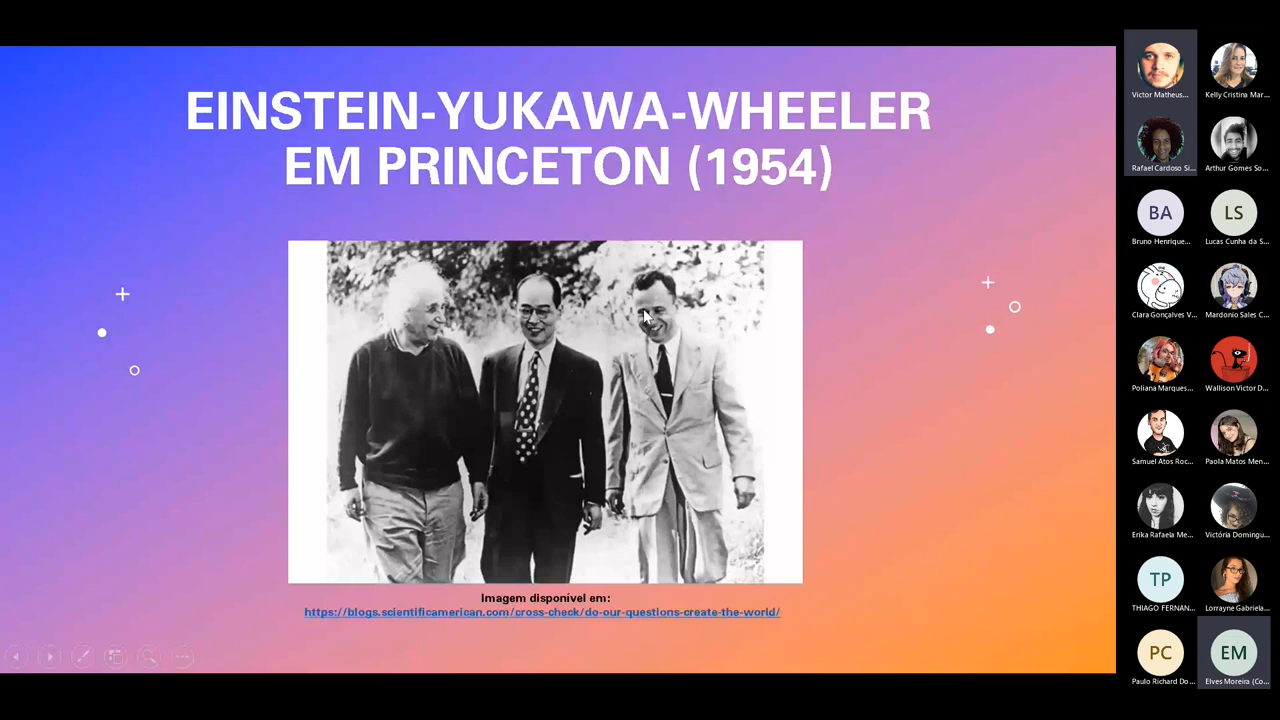 EINSTEIN-YUKAWA-WHEELER
EM PRINCETON (1954)
Imagem disponível em:
https://blogs.scientificamerican.com/cross-check/do-our-questions-create-the-world/
Victor Matheus...
Kelly Cristina Mar...
Rafael Cardoso Si...
Arthur Gomes So...
BA
LS
Bruno Henrique...
Lucas Cunha da S...
Clara Gonçalves V...
Mardonio Sales C...
Poliana Marques...
Wallison Victor D...
Samuel Atos Roc...
Paola Matos Men...
Erika Rafaela Me...
Victória Domingu...
TP
THIAGO FERNAN...
Lorrayne Gabriela...
PC
EM
Paulo Richard Do...
Elves Moreira (Co...